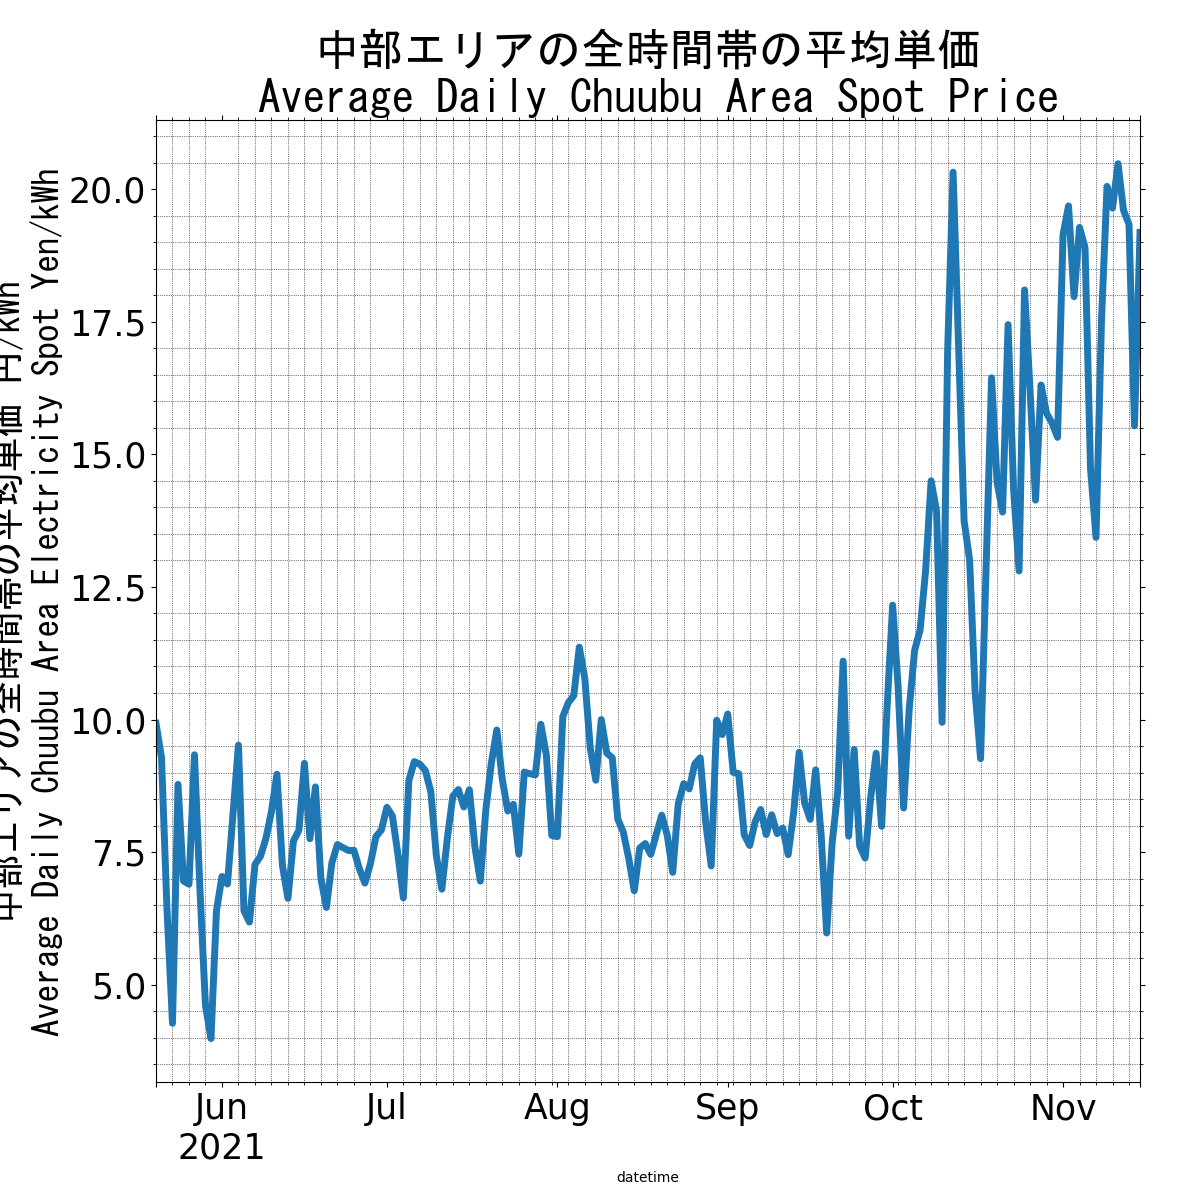 中部エリアの全時間帯の平均単価
Average Daily Chuubu Area Spot Price
中部エリアの全時間帯の平均単価 円/kWh
Average Daily Chuubu Area Electricity Spot Yen/kWh
20.0
17.5
15.0
12.5
10.0
7.5
5.0
Jun Jul Aug Sep Oct Nov
2021
datetime